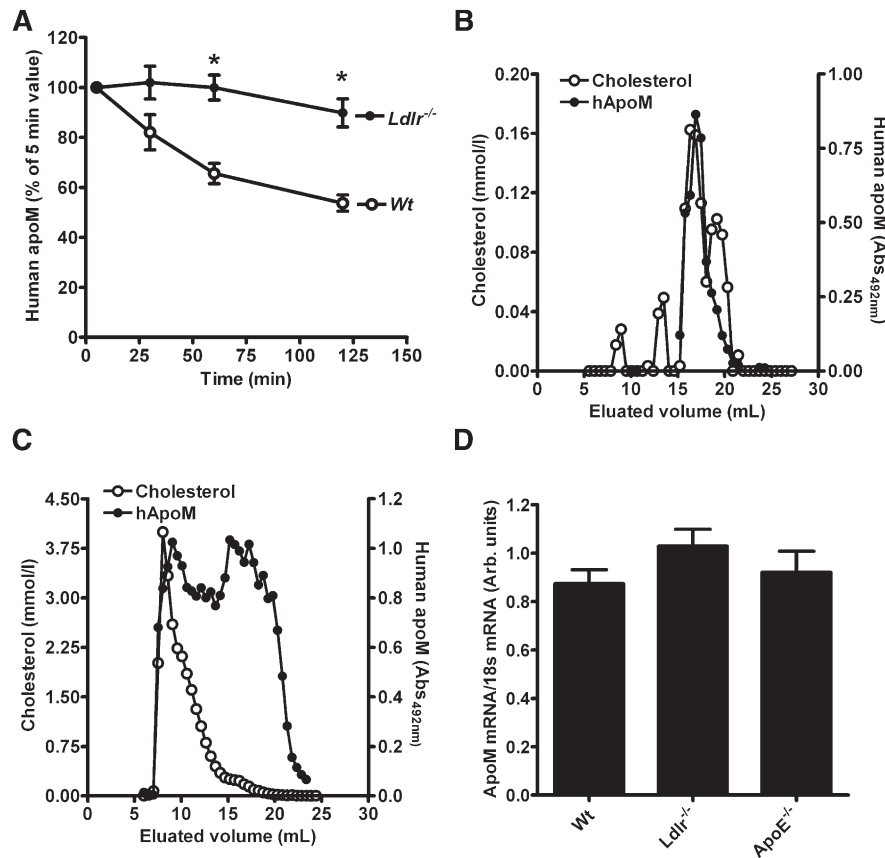 A
120
100
80
60
40
20
0
Human apoM (% of 5 min value)
* *
Ldlr-/-
Wt
0 25 50 75 100 125 150
Time (min)
B
Cholesterol
hApoM
0.20
0.16
0.12
0.08
0.04
0.00
Cholesterol (mmol/l)
1.00
0.75
0.50
0.25
0.00
Human apoM (Abs492nm)
0 5 10 15 20 25 30
Eluated volume (mL)
C
Cholesterol
hApoM
4.50
3.75
3.00
2.25
1.50
0.75
0.00
Cholesterol (mmol/l)
1.2
1.0
0.8
0.6
0.4
0.2
0.0
Human apoM (Abs492nm)
0 5 10 15 20 25 30
Eluated volume (mL)
D
1.2
1.0
0.8
0.6
0.4
0.2
0.0
ApoM mRNA/18s mRNA (Arb. units)
Wt
Ldlr-/-
ApoE-/-